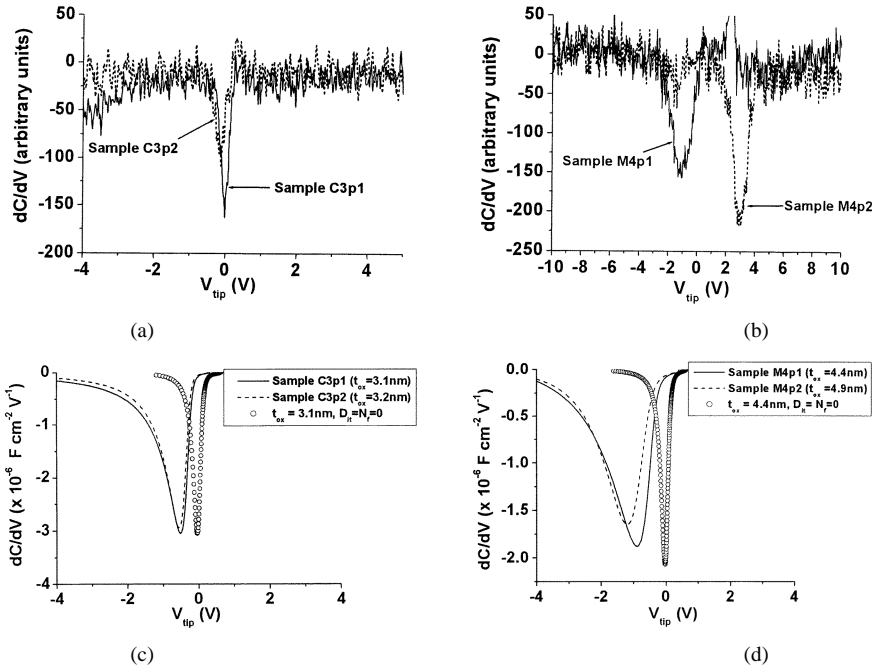 50
0
-50
-100
-150
-200
dC/dV (arbitrary units)
Sample C3p2
Sample C3p1
-4 -2 0 2 4
V_tip (V)
(a)
50
0
-50
-100
-150
-200
-250
dC/dV (arbitrary units)
Sample M4p1
Sample M4p2
-10 -8 -6 -4 -2 0 2 4 6 8 10
V_tip (V)
(b)
0
-1
-2
-3
-4
dC/dV (x 10^-6 F cm^-2 V^-1)
Sample C3p1 (t_ox=3.1nm)
Sample C3p2 (t_ox=3.2nm)
t_ox = 3.1nm, D_it=N_f=0
-4 -2 0 2 4
V_tip (V)
(c)
0.0
-0.5
-1.0
-1.5
-2.0
dC/dV (x 10^-6 F cm^-2 V^-1)
Sample M4p1 (t_ox=4.4nm)
Sample M4p2 (t_ox=4.9nm)
t_ox = 4.4nm, D_it=N_f=0
-4 -2 0 2 4
V_tip (V)
(d)